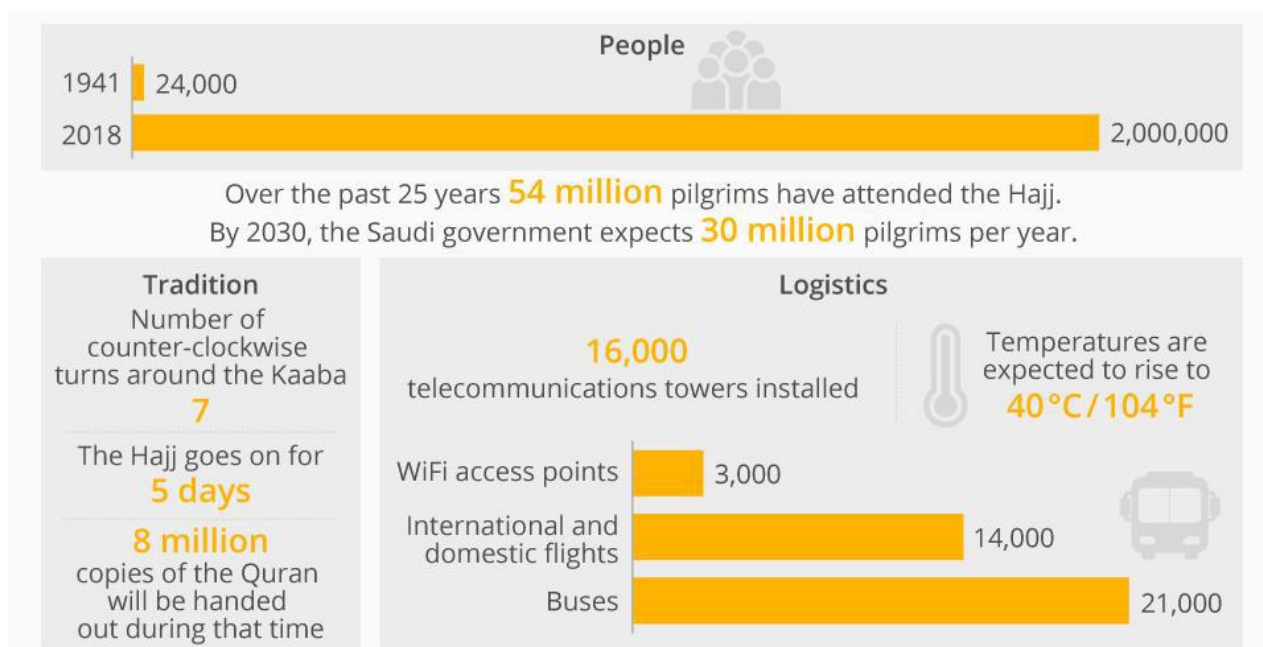 People
1941 24,000
2018 2,000,000
Over the past 25 years 54 million pilgrims have attended the Hajj.
By 2030, the Saudi government expects 30 million pilgrims per year.
Tradition
Number of
counter-clockwise
turns around the Kaaba
7
The Hajj goes on for
5 days
8 million
copies of the Quran
will be handed
out during that time
Logistics
16,000
telecommunications towers installed
Temperatures are
expected to rise to
40°C/104°F
WiFi access points 3,000
International and
domestic flights 14,000
Buses 21,000